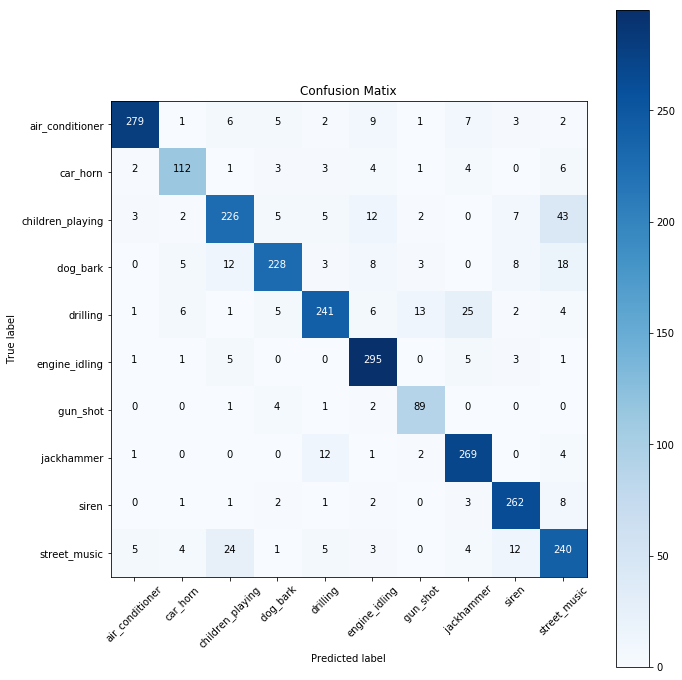 Confusion Matix
air_conditioner 279 1 6 5 2 9 1 7 3 2
car_horn 2 112 1 3 3 4 1 4 0 6
children_playing 3 2 226 5 5 12 2 0 7 43
dog_bark 0 5 12 228 3 8 3 0 8 18
drilling 1 6 1 5 241 6 13 25 2 4
engine_idling 1 1 5 0 0 295 0 5 3 1
gun_shot 0 0 1 4 1 2 89 0 0 0
jackhammer 1 0 0 0 12 1 2 269 0 4
siren 0 1 1 2 1 2 0 3 262 8
street_music 5 4 24 1 5 3 0 4 12 240
True label
air_conditioner car_horn children_playing dog_bark drilling engine_idling gun_shot jackhammer siren street_music
Predicted label
250
200
150
100
50
0